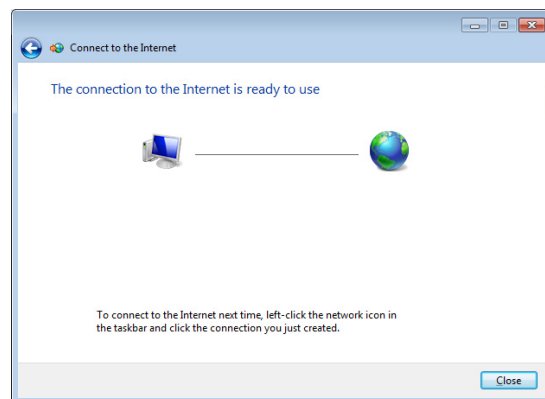 Connect to the Internet
The connection to the Internet is ready to use
To connect to the Internet next time, left-click the network icon in
the taskbar and click the connection you just created.
Close